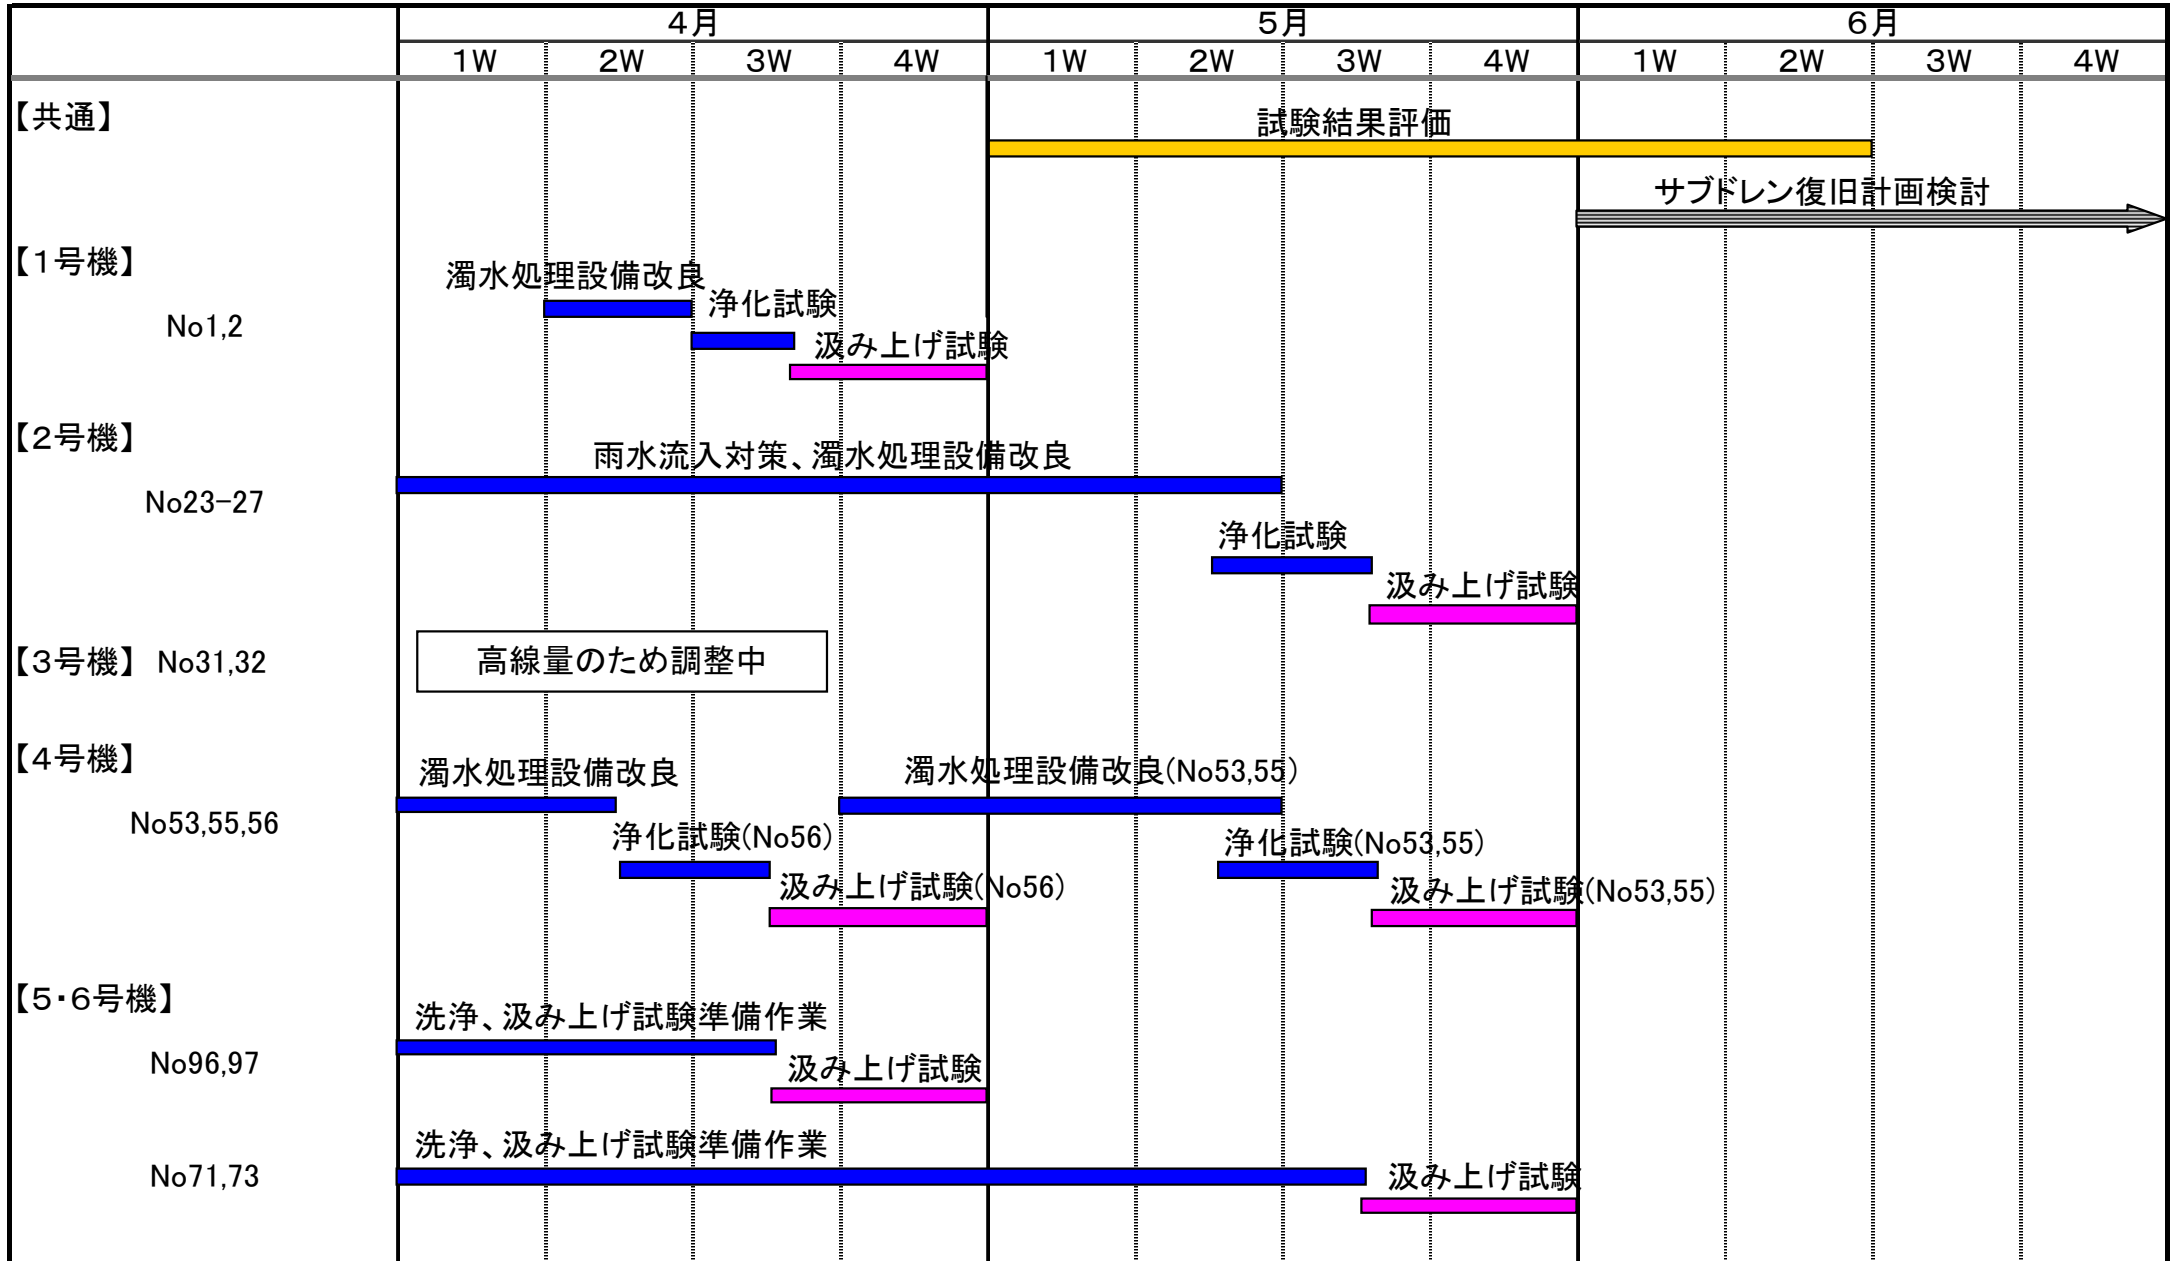 4月 5月 6月
1W 2W 3W 4W 1W 2W 3W 4W 1W 2W 3W 4W
【共通】
試験結果評価
サブドレン復旧計画検討
【1号機】
濁水処理設備改良
浄化試験
No1,2
汲み上げ試験
【2号機】
雨水流入対策、濁水処理設備改良
No23-27
浄化試験
汲み上げ試験
【3号機】 No31,32
高線量のため調整中
【4号機】
濁水処理設備改良
濁水処理設備改良(No53,55)
No53,55,56
浄化試験(No56)
浄化試験(No53,55)
汲み上げ試験(No56)
汲み上げ試験(No53,55)
【5・6号機】
洗浄、汲み上げ試験準備作業
No96,97
汲み上げ試験
洗浄、汲み上げ試験準備作業
No71,73
汲み上げ試験